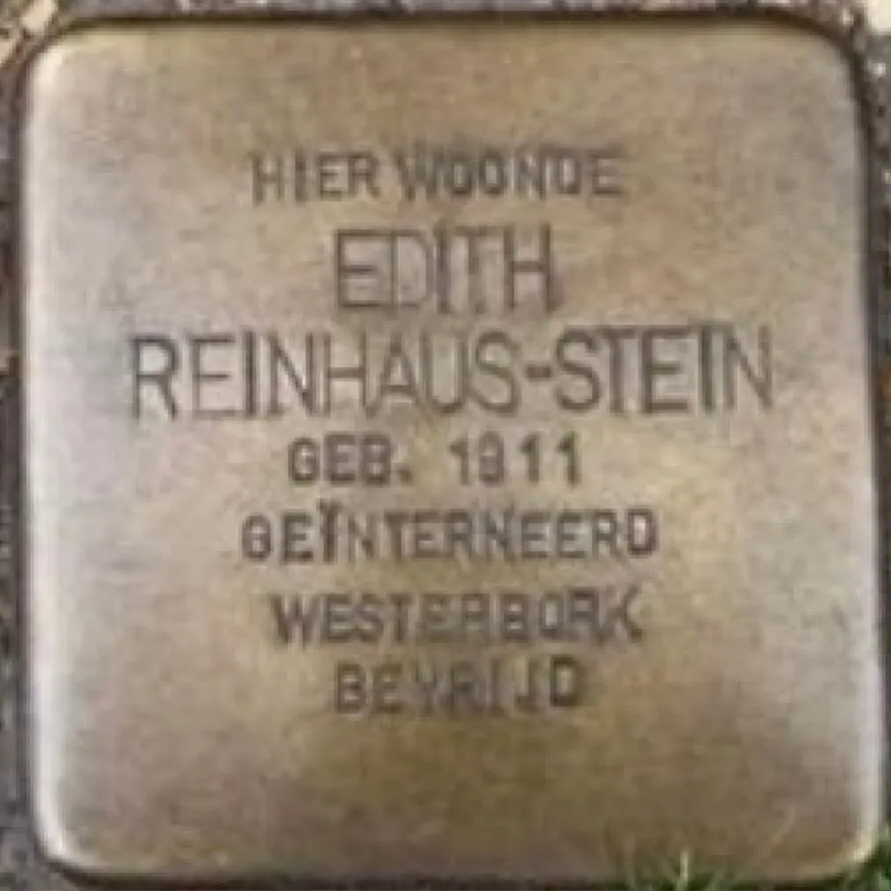 HIER WOONDE
EDITH
REINHAUS-STEIN
GEB. 1911
GEÏNTERNEERD
WESTERBORK
BEVRIJD